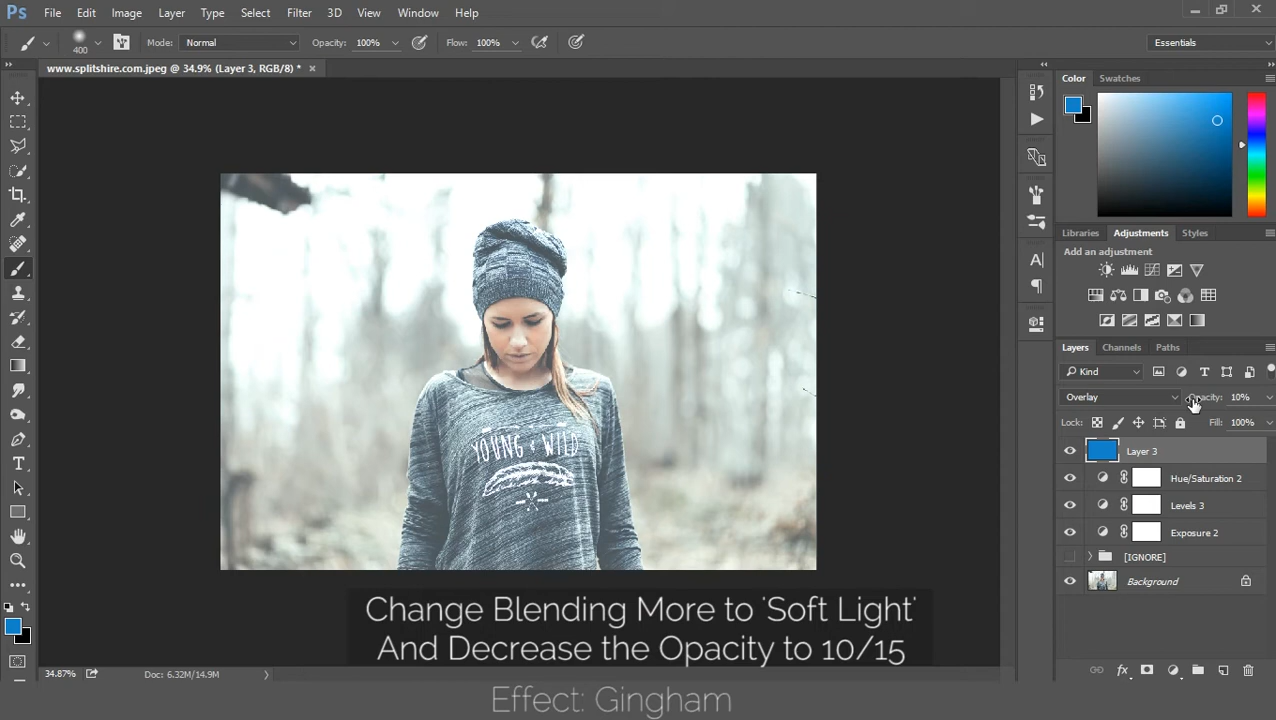 Ps File Edit Image Layer Type Select Filter 3D View Window Help
400 Mode: Normal Opacity: 100% Flow: 100% Essentials
www.splitshire.com.jpeg @ 34.9% (Layer 3, RGB/8) *
Color Swatches
Libraries Adjustments Styles
Add an adjustment
A
Layers Channels Paths
Kind T
Overlay Opacity: 10%
Lock: Fill: 100%
Layer 3
Hue/Saturation 2
Levels 3
Exposure 2
[IGNORE]
Background
T
YOUNG & WILD
Change Blending More to 'Soft Light'
And Decrease the Opacity to 10/15
34.87% Doc: 6.32M/14.9M
Effect: Gingham